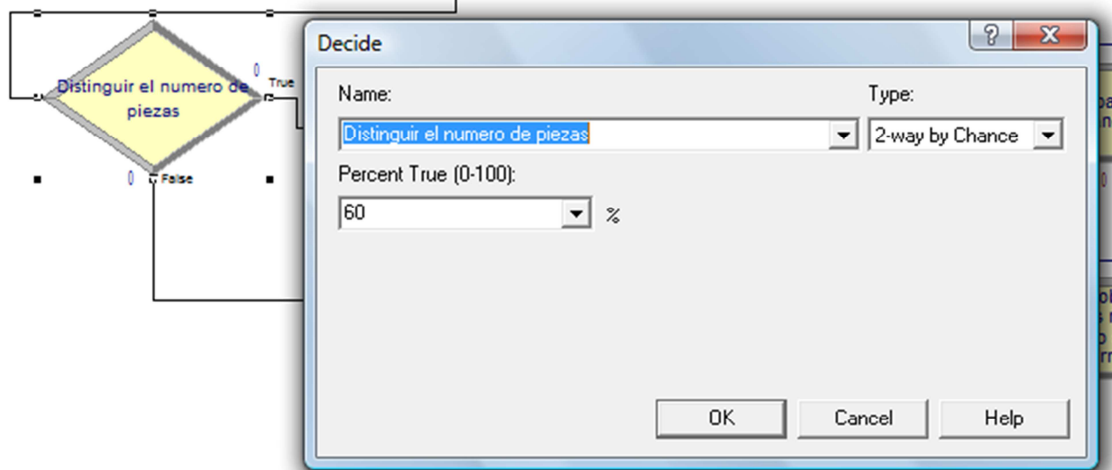 Distinguir el numero de
piezas
0
True
0
False
Decide
?
X
Name:
Type:
Distinguir el numero de piezas
2-way by Chance
Percent True (0-100):
60
%
OK
Cancel
Help